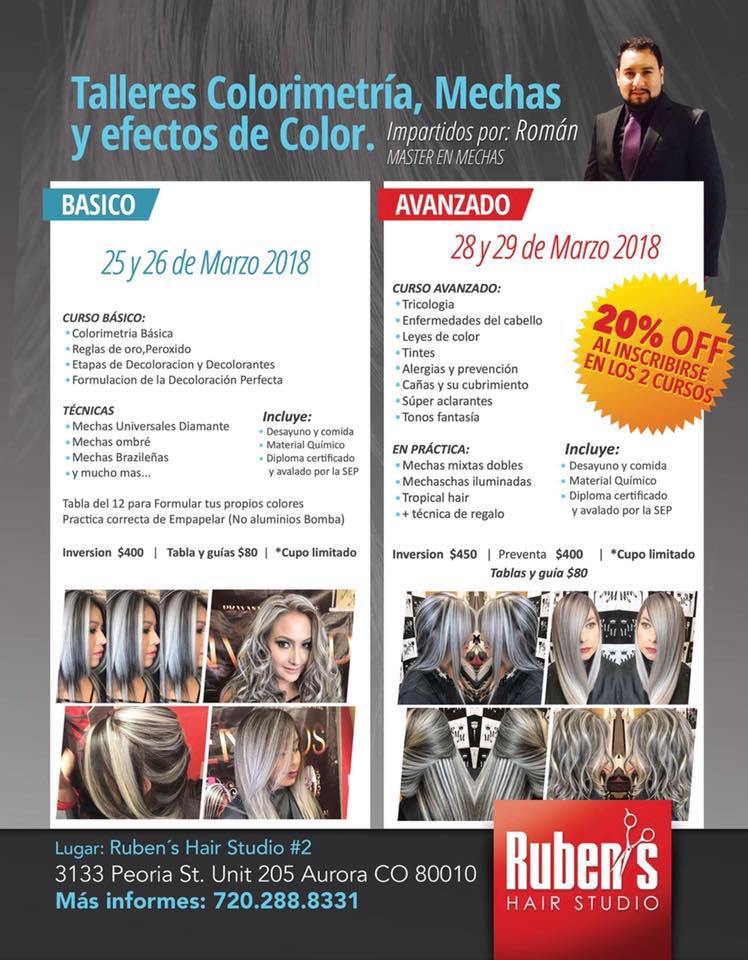 Talleres Colorimetría, Mechas
y efectos de Color. Impartidos por: Román
MASTER EN MECHAS
BASICO
25 y 26 de Marzo 2018
CURSO BÁSICO:
• Colorimetria Básica
• Reglas de oro,Peroxido
• Etapas de Decoloracion y Decolorantes
• Formulacion de la Decoloración Perfecta
TÉCNICAS
• Mechas Universales Diamante
• Mechas ombré
• Mechas Brazileñas
• y mucho mas...
Incluye:
• Desayuno y comida
• Material Químico
• Diploma certificado
y avalado por la SEP
Tabla del 12 para Formular tus propios colores
Practica correcta de Empapelar (No aluminios Bomba)
Inversion $400 | Tabla y guías $80 | *Cupo limitado
AVANZADO
28 y 29 de Marzo 2018
CURSO AVANZADO:
• Tricologia
• Enfermedades del cabello
• Leyes de color
• Tintes
• Alergias y prevención
• Cañas y su cubrimiento
• Súper aclarantes
• Tonos fantasía
20% OFF
AL INSCRIBIRSE
EN LOS 2 CURSOS
EN PRÁCTICA:
• Mechas mixtas dobles
• Mechaschas iluminadas
• Tropical hair
• + técnica de regalo
Incluye:
• Desayuno y comida
• Material Químico
• Diploma certificado
y avalado por la SEP
Inversion $450 | Preventa $400 | *Cupo limitado
Tablas y guía $80
Lugar: Ruben´s Hair Studio #2
3133 Peoria St. Unit 205 Aurora CO 80010
Más informes: 720.288.8331
Ruben's
HAIR STUDIO